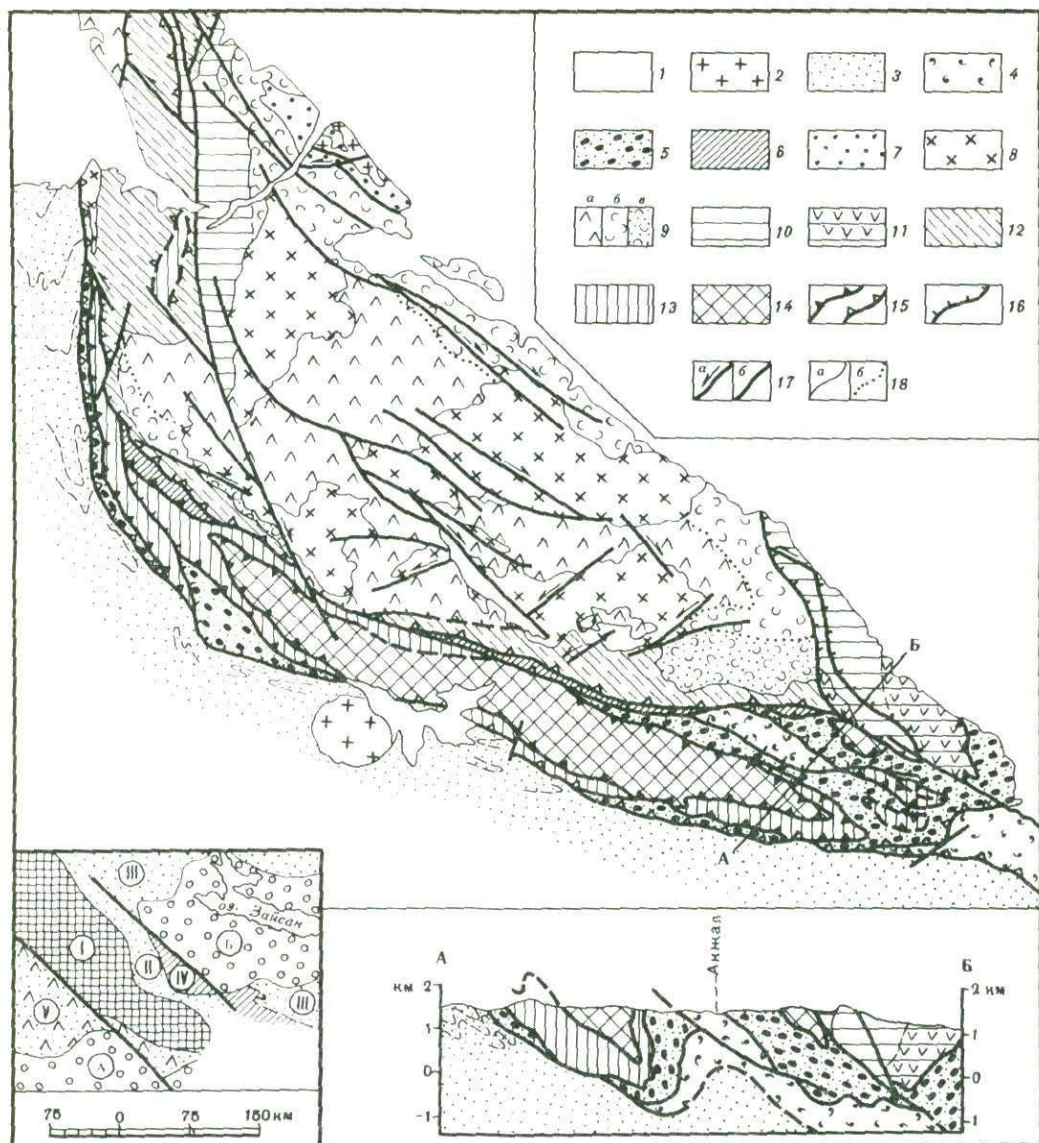 1 2 3 4
5 6 7 8
а б в
9 10 11 12
13 14 15 16
а б 17 а б 18
Б
А
III
оз. Зайсан
I
II
III
75 0 75 150 км
А Акжал Б
км 2 2 км
1 1
0 0
-1 1